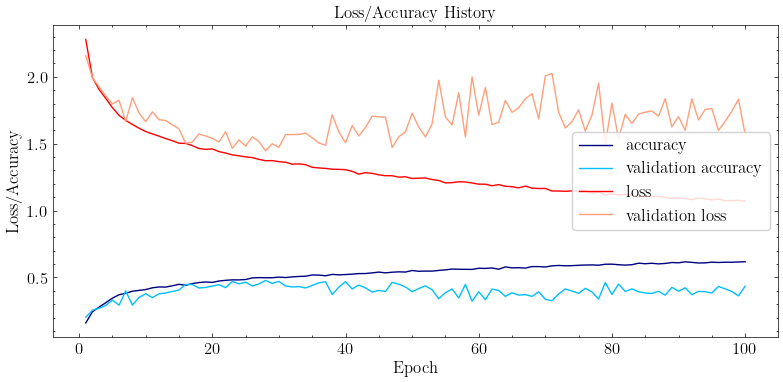 Loss/Accuracy History
Loss/Accuracy
2.0
1.5
1.0
0.5
accuracy
validation accuracy
loss
validation loss
0 20 40 60 80 100
Epoch